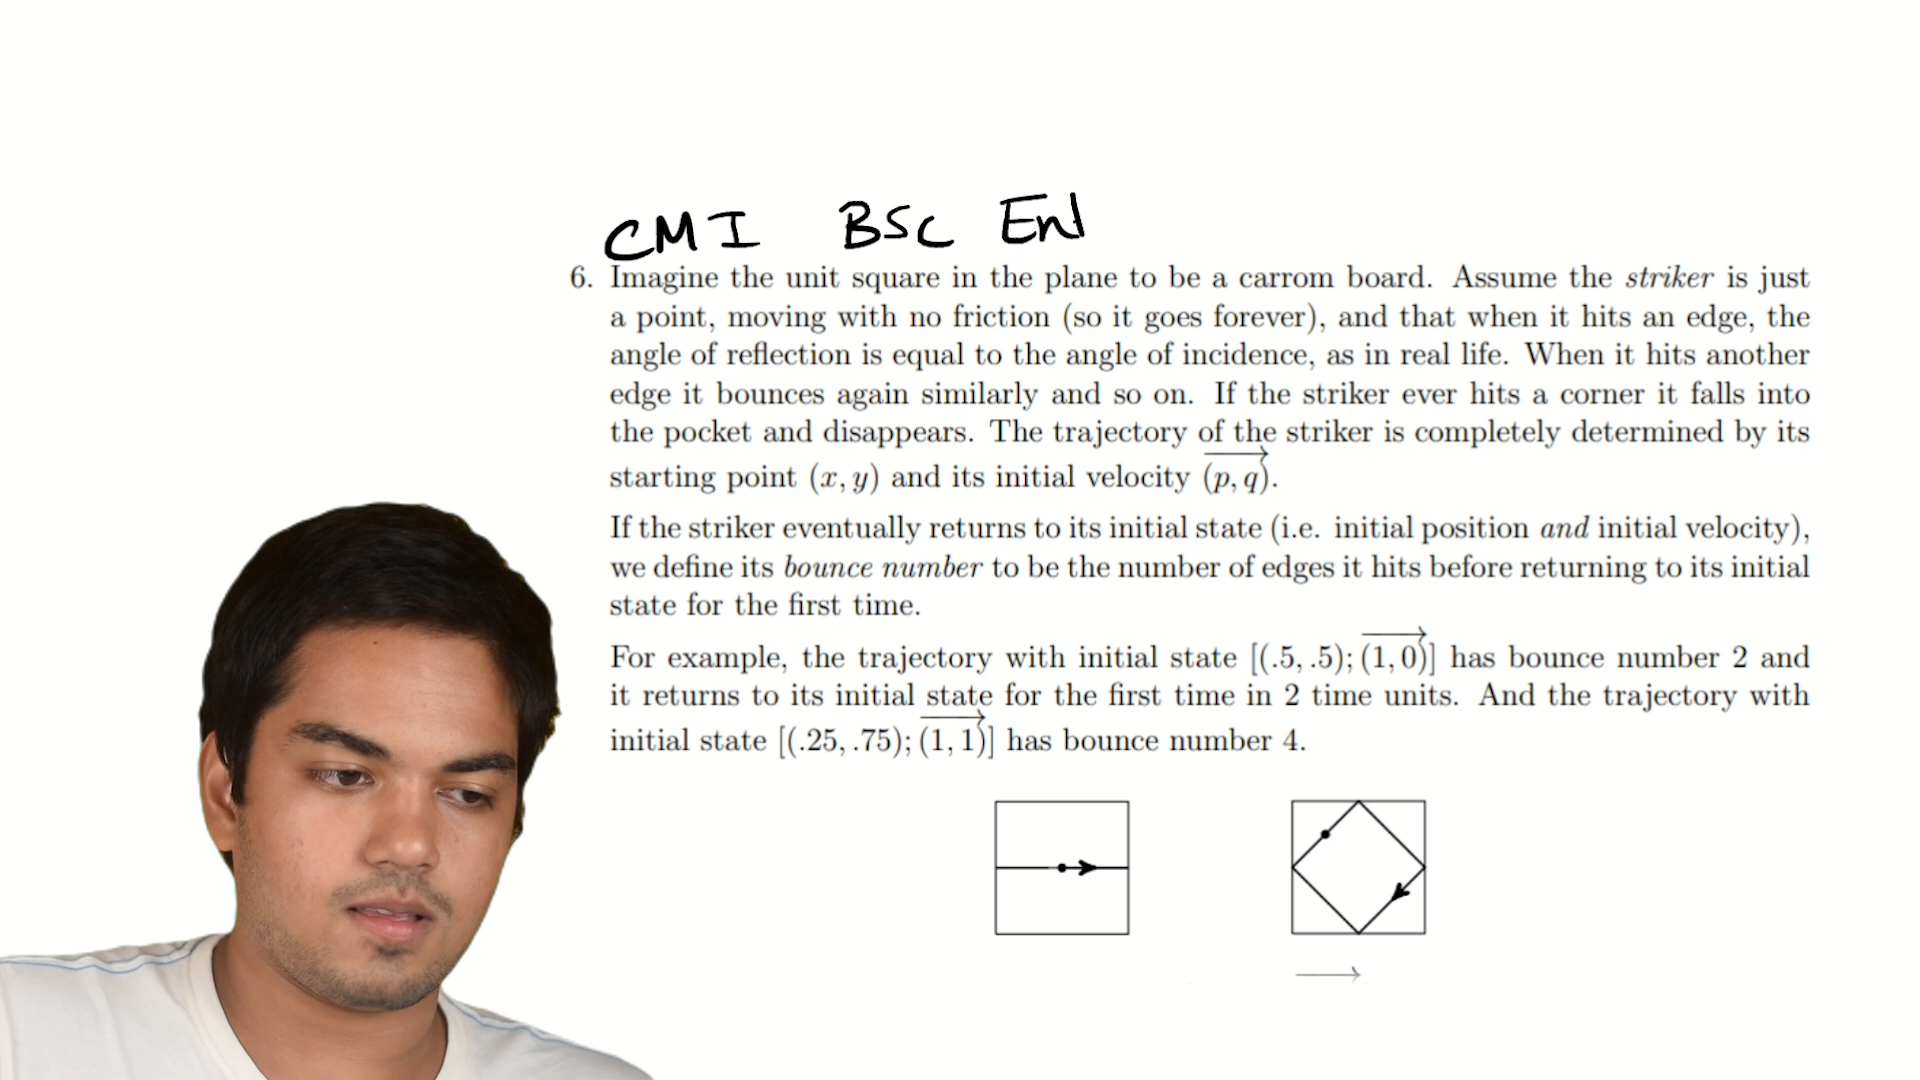 CMI BSC Ent
6. Imagine the unit square in the plane to be a carrom board. Assume the striker is just
a point, moving with no friction (so it goes forever), and that when it hits an edge, the
angle of reflection is equal to the angle of incidence, as in real life. When it hits another
edge it bounces again similarly and so on. If the striker ever hits a corner it falls into
the pocket and disappears. The trajectory of the striker is completely determined by its
starting point (x, y) and its initial velocity (p, q).
If the striker eventually returns to its initial state (i.e. initial position and initial velocity),
we define its bounce number to be the number of edges it hits before returning to its initial
state for the first time.
For example, the trajectory with initial state [(.5, .5); (1, 0)] has bounce number 2 and
it returns to its initial state for the first time in 2 time units. And the trajectory with
initial state [(.25, .75); (1, 1)] has bounce number 4.